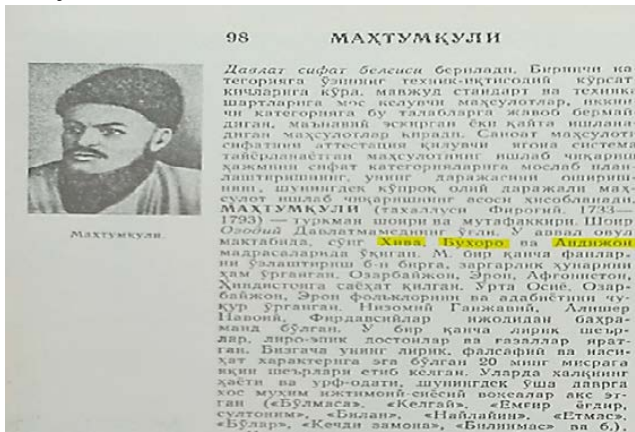 98 МАҲТУМҚУЛИ
Давлат сифат белгиси берилади. Биринчи ка-
тегорияга ўзининг техник-иқтисодий кўрсат
кичларига кўра, мавжуд стандарт ва техника
шартларига мос келувчи маҳсулотлар, иккин
чи категорияга бу талабларга жавоб бермай-
диган, маънавий эскирган ёки қайта ишлана-
диган маҳсулотлар киради. Саноат маҳсулоти
сифатини аттестация қилувчи ягона система
тайёрланаётган маҳсулотнинг ишлаб чиқариш
ҳажмини сифат категорияларига мослаб план-
лаштиришнинг, унинг даражасини ошириш-
нинг, шунингдек кўпроқ олий даражали маҳ-
сулот ишлаб чиқаришнинг асоси ҳисобланади.
МАҲТУМҚУЛИ (тахаллуси Фироғий, 1733—
1793) — туркман шоири ва мутафаккири. Шоир
Озодий Давлатмамеднинг ўғли. У аввал овул
мактабида, сўнг Хива, Бухоро ва Андижон
мадрасаларида ўқиган. М. бир қанча фанлар-
ни ўзлаштириш б-н бирга, заргарлик ҳунарини
ҳам ўрганган. Озарбайжон, Эрон, Афғонистон,
Ҳиндистонга саёҳат қилган. Ўрта Осиё, Озар-
байжон, Эрон фольклорини ва адабиётини чу-
қур ўрганган. Низомий Ганжавий, Алишер
Навоий, Фирдавсийлар ижодидан баҳра-
манд бўлган. У бир қанча лирик шеър-
лар, лиро-эпик достонлар ва ғазаллар ярат-
ган. Бизгача унинг лирик, фалсафий ва наси-
ҳат характерига эга бўлган 20 минг мисрага
яқин шеърлари етиб келган. Уларда халқнинг
ҳаёти ва урф-одати, шунингдек ўша даврга
хос муҳим ижтимоий-сиёсий воқеалар акс эт-
ган («Бўлмаса», «Келгай», «Ёмғир ёғдир,
султоним», «Билан», «Найлайин», «Етмас»,
«Бўлар», «Кечди замона», «Билинмас» ва б.).
Махтумқули.